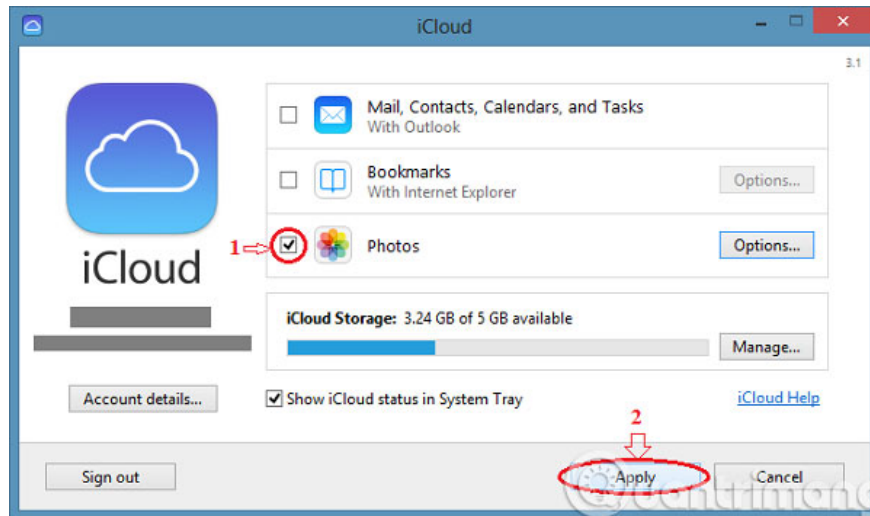 iCloud
3.1
Mail, Contacts, Calendars, and Tasks
With Outlook
Bookmarks
With Internet Explorer
Options...
1
Photos
Options...
iCloud
iCloud Storage: 3.24 GB of 5 GB available
Manage...
Account details...
Show iCloud status in System Tray
iCloud Help
2
Sign out
Apply
Cancel